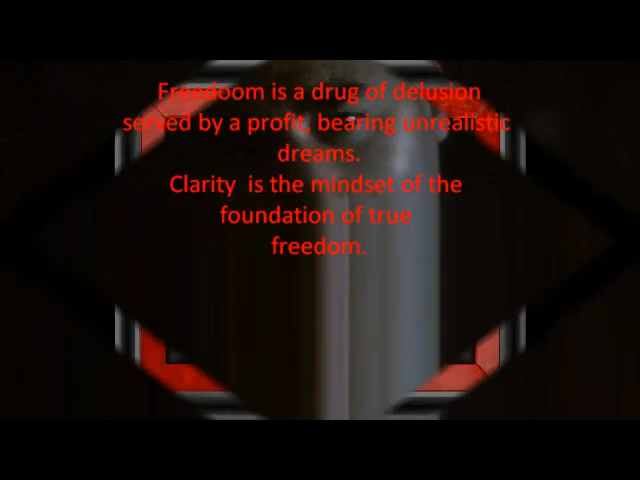 Freedoom is a drug of delusion
served by a profit, bearing unrealistic
dreams.
Clarity  is the mindset of the
foundation of true
freedom.